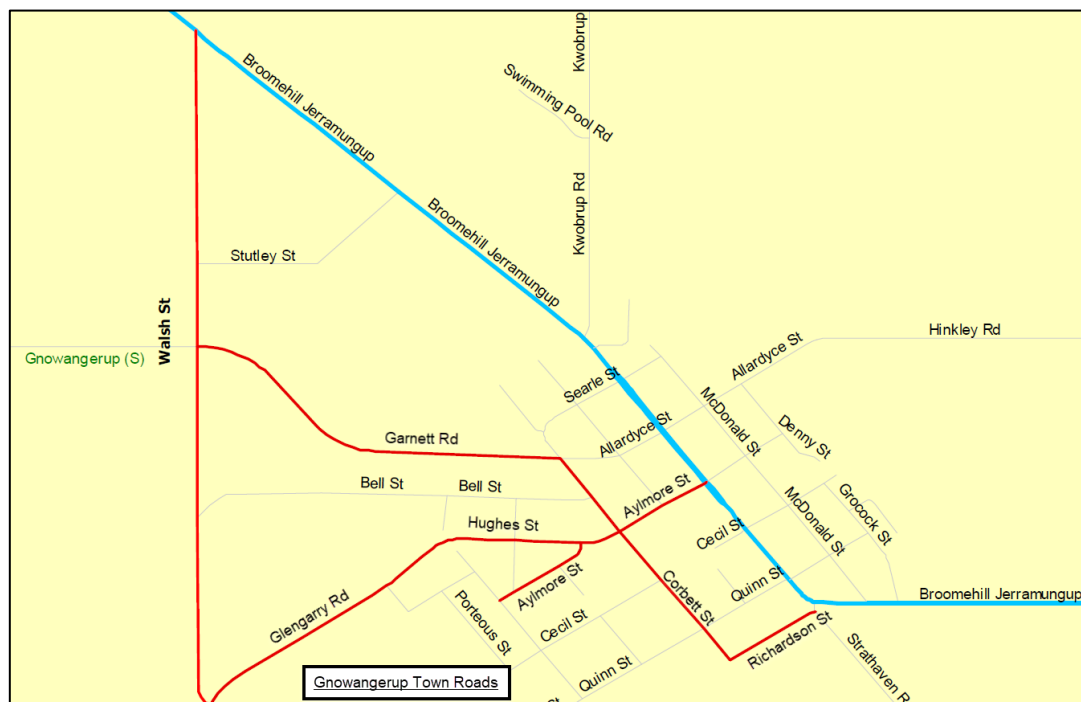 Kwobrup
Swimming Pool Rd
Broomehill Jerramungup
Broomehill Jerramungup
Kwobrup Rd
Stutley St
Walsh St
Gnowangerup (S)
Hinkley Rd
Allardyce St
Searle St
McDonald St
Denny St
Allardyce St
Garnett Rd
Bell St
Bell St
Aylmore St
McDonald St
Grocock St
Hughes St
Cecil St
Quinn St
Aylmore St
Corbett St
Glengarry Rd
Porteous St
Cecil St
Broomehill Jerramungup
Richardson St
Strathaven R
Quinn St
Gnowangerup Town Roads